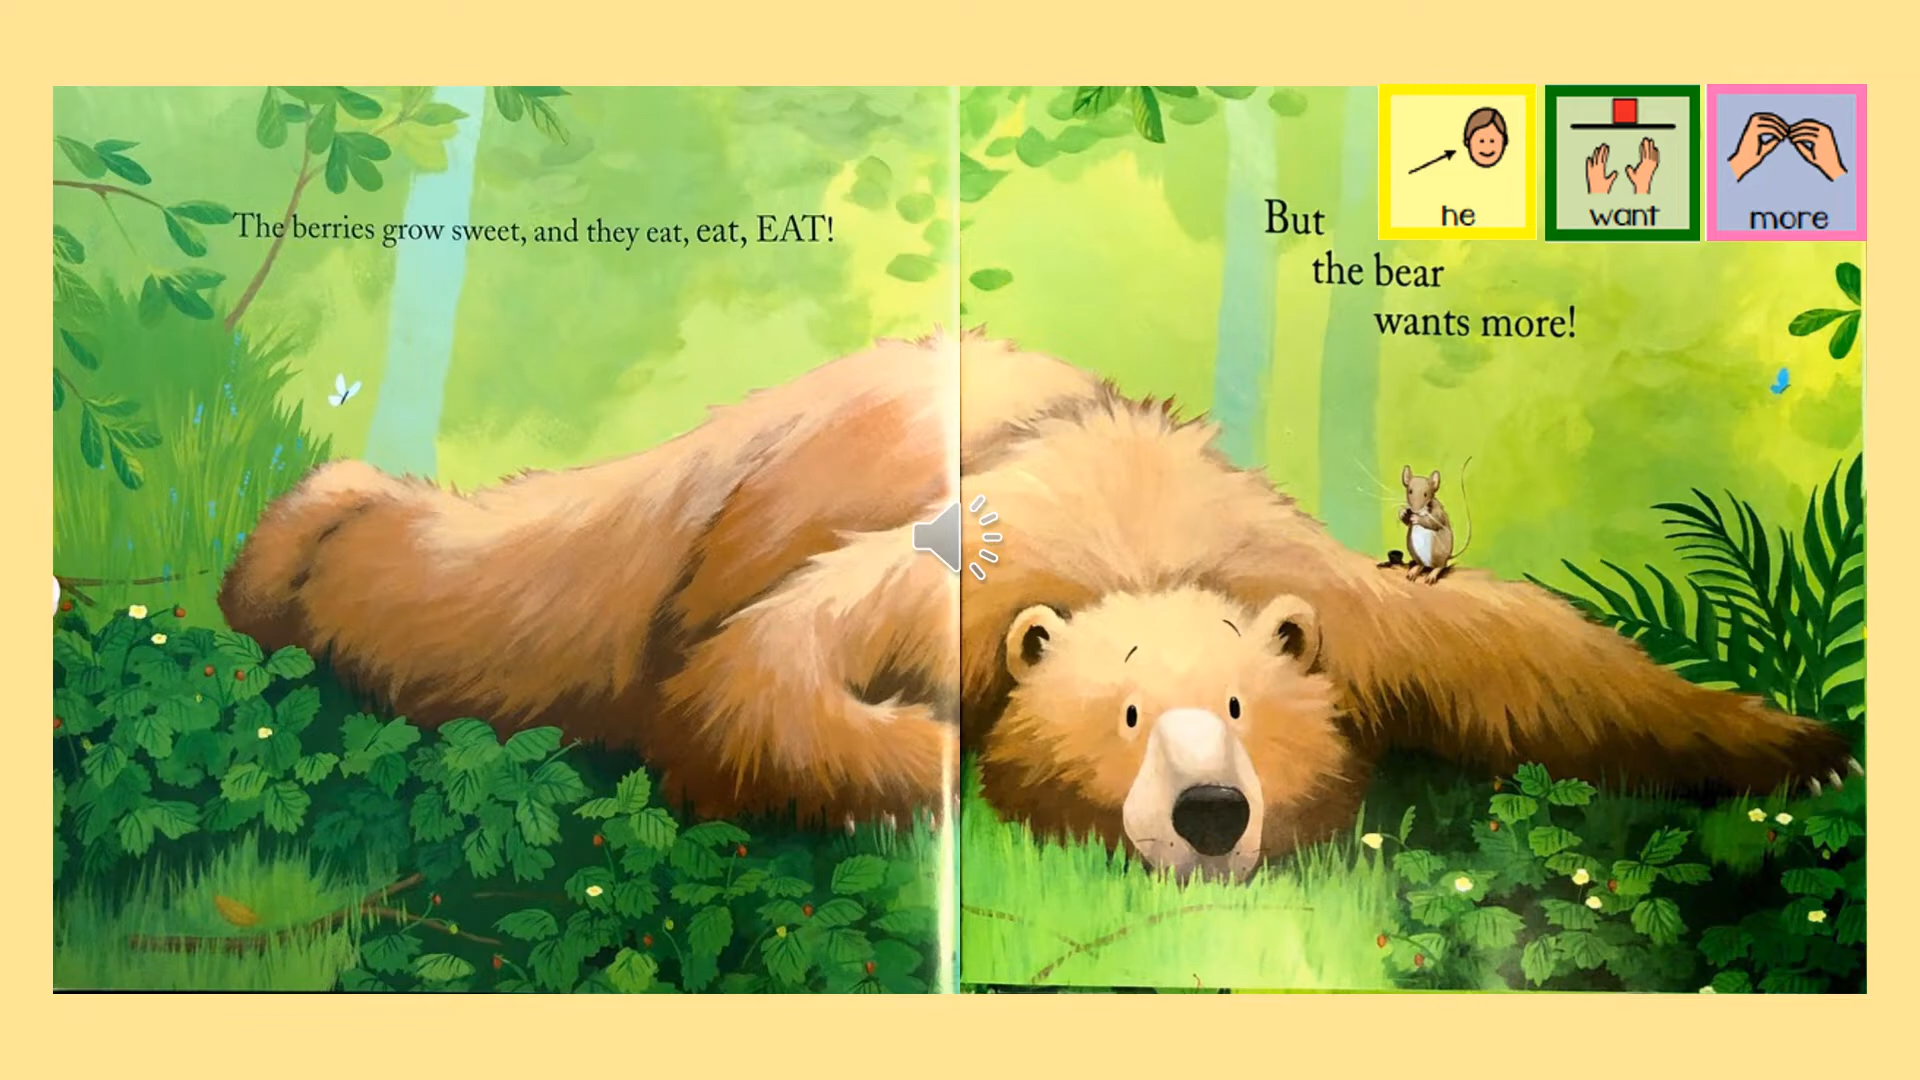 The berries grow sweet, and they eat, eat, EAT!
he
want
more
But
the bear
wants more!